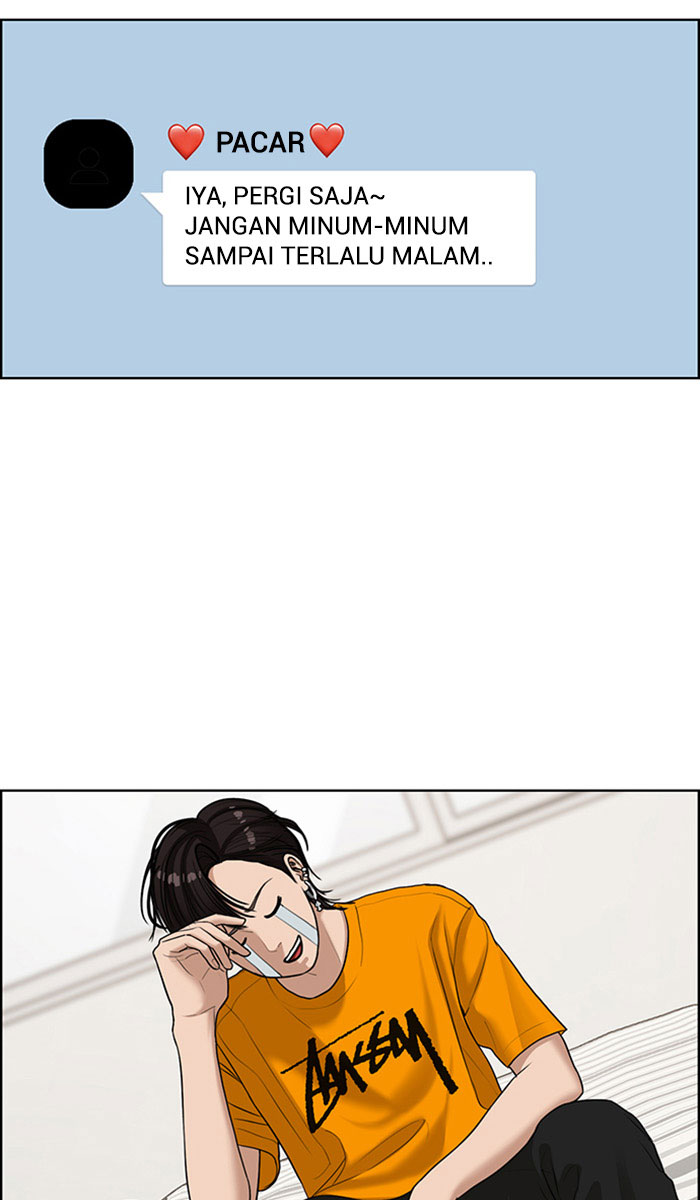 ❤️ PACAR ❤️
IYA, PERGI SAJA~
JANGAN MINUM-MINUM
SAMPAI TERLALU MALAM..